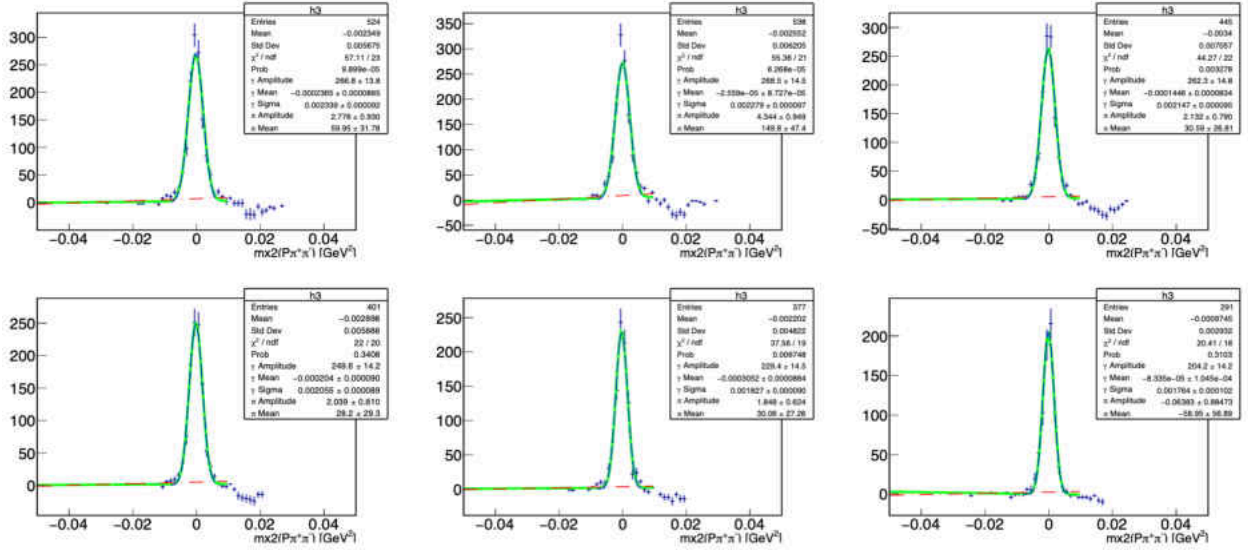 h3
Entries 524
Mean -0.002349
Std Dev 0.005675
χ² / ndf 57.11 / 23
Prob 9.899e-05
γ Amplitude 266.8 ± 13.8
γ Mean -0.0002365 ± 0.0000865
γ Sigma 0.002339 ± 0.000092
π Amplitude 2.776 ± 0.930
π Mean 59.95 ± 31.78
300
250
200
150
100
50
0
−0.04 −0.02 0 0.02 0.04
mx2(Pπ⁺π⁻) [GeV²]
h3
Entries 538
Mean -0.002552
Std Dev 0.006205
χ² / ndf 55.36 / 21
Prob 6.268e-05
γ Amplitude 268.5 ± 14.5
γ Mean -2.559e-05 ± 8.727e-05
γ Sigma 0.002279 ± 0.000097
π Amplitude 4.344 ± 0.949
π Mean 149.8 ± 47.4
350
300
250
200
150
100
50
0
−50
−0.04 −0.02 0 0.02 0.04
mx2(Pπ⁺π⁻) [GeV²]
h3
Entries 445
Mean -0.0034
Std Dev 0.007557
χ² / ndf 44.27 / 22
Prob 0.003278
γ Amplitude 262.3 ± 14.8
γ Mean -0.0001446 ± 0.0000834
γ Sigma 0.002147 ± 0.000090
π Amplitude 2.132 ± 0.790
π Mean 30.59 ± 26.81
300
250
200
150
100
50
0
−50
−0.04 −0.02 0 0.02 0.04
mx2(Pπ⁺π⁻) [GeV²]
h3
Entries 401
Mean -0.002898
Std Dev 0.005886
χ² / ndf 22 / 20
Prob 0.3408
γ Amplitude 249.6 ± 14.2
γ Mean -0.000204 ± 0.000090
γ Sigma 0.002055 ± 0.000089
π Amplitude 2.039 ± 0.810
π Mean 28.2 ± 29.3
250
200
150
100
50
0
−0.04 −0.02 0 0.02 0.04
mx2(Pπ⁺π⁻) [GeV²]
h3
Entries 377
Mean -0.002202
Std Dev 0.004822
χ² / ndf 37.56 / 19
Prob 0.006748
γ Amplitude 229.4 ± 14.5
γ Mean -0.0003052 ± 0.0000884
γ Sigma 0.001827 ± 0.000090
π Amplitude 1.848 ± 0.624
π Mean 30.06 ± 27.26
250
200
150
100
50
0
−0.04 −0.02 0 0.02 0.04
mx2(Pπ⁺π⁻) [GeV²]
h3
Entries 291
Mean -0.0009745
Std Dev 0.002932
χ² / ndf 20.41 / 18
Prob 0.3103
γ Amplitude 204.2 ± 14.2
γ Mean -8.335e-05 ± 1.045e-04
γ Sigma 0.001764 ± 0.000102
π Amplitude -0.06383 ± 0.88473
π Mean -58.95 ± 56.89
200
150
100
50
0
−0.04 −0.02 0 0.02 0.04
mx2(Pπ⁺π⁻) [GeV²]